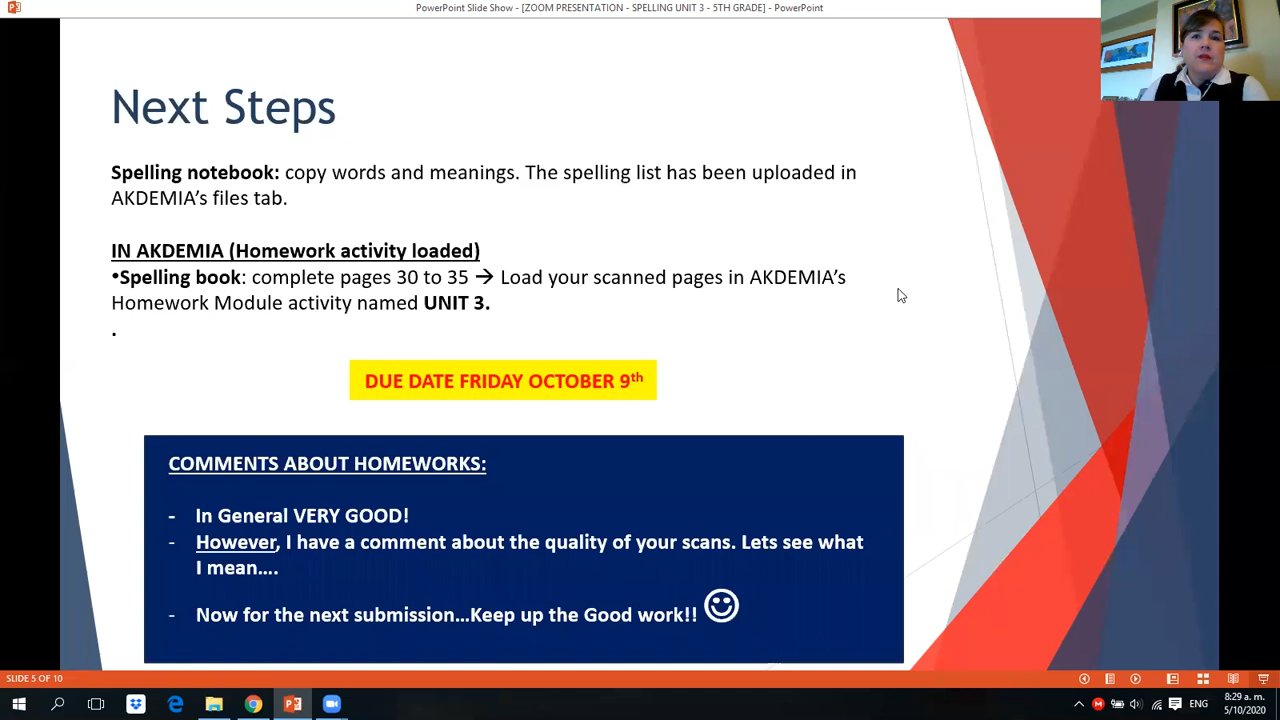 PowerPoint Slide Show - [ZOOM PRESENTATION - SPELLING UNIT 3 - 5TH GRADE] - PowerPoint
Next Steps
Spelling notebook: copy words and meanings. The spelling list has been uploaded in
AKDEMIA’s files tab.
IN AKDEMIA (Homework activity loaded)
•Spelling book: complete pages 30 to 35 → Load your scanned pages in AKDEMIA’s
Homework Module activity named UNIT 3.
.
DUE DATE FRIDAY OCTOBER 9th
COMMENTS ABOUT HOMEWORKS:
- In General VERY GOOD!
- However, I have a comment about the quality of your scans. Lets see what
I mean….
- Now for the next submission…Keep up the Good work!!
SLIDE 5 OF 10
ENG
8:29 a. m.
5/10/2020